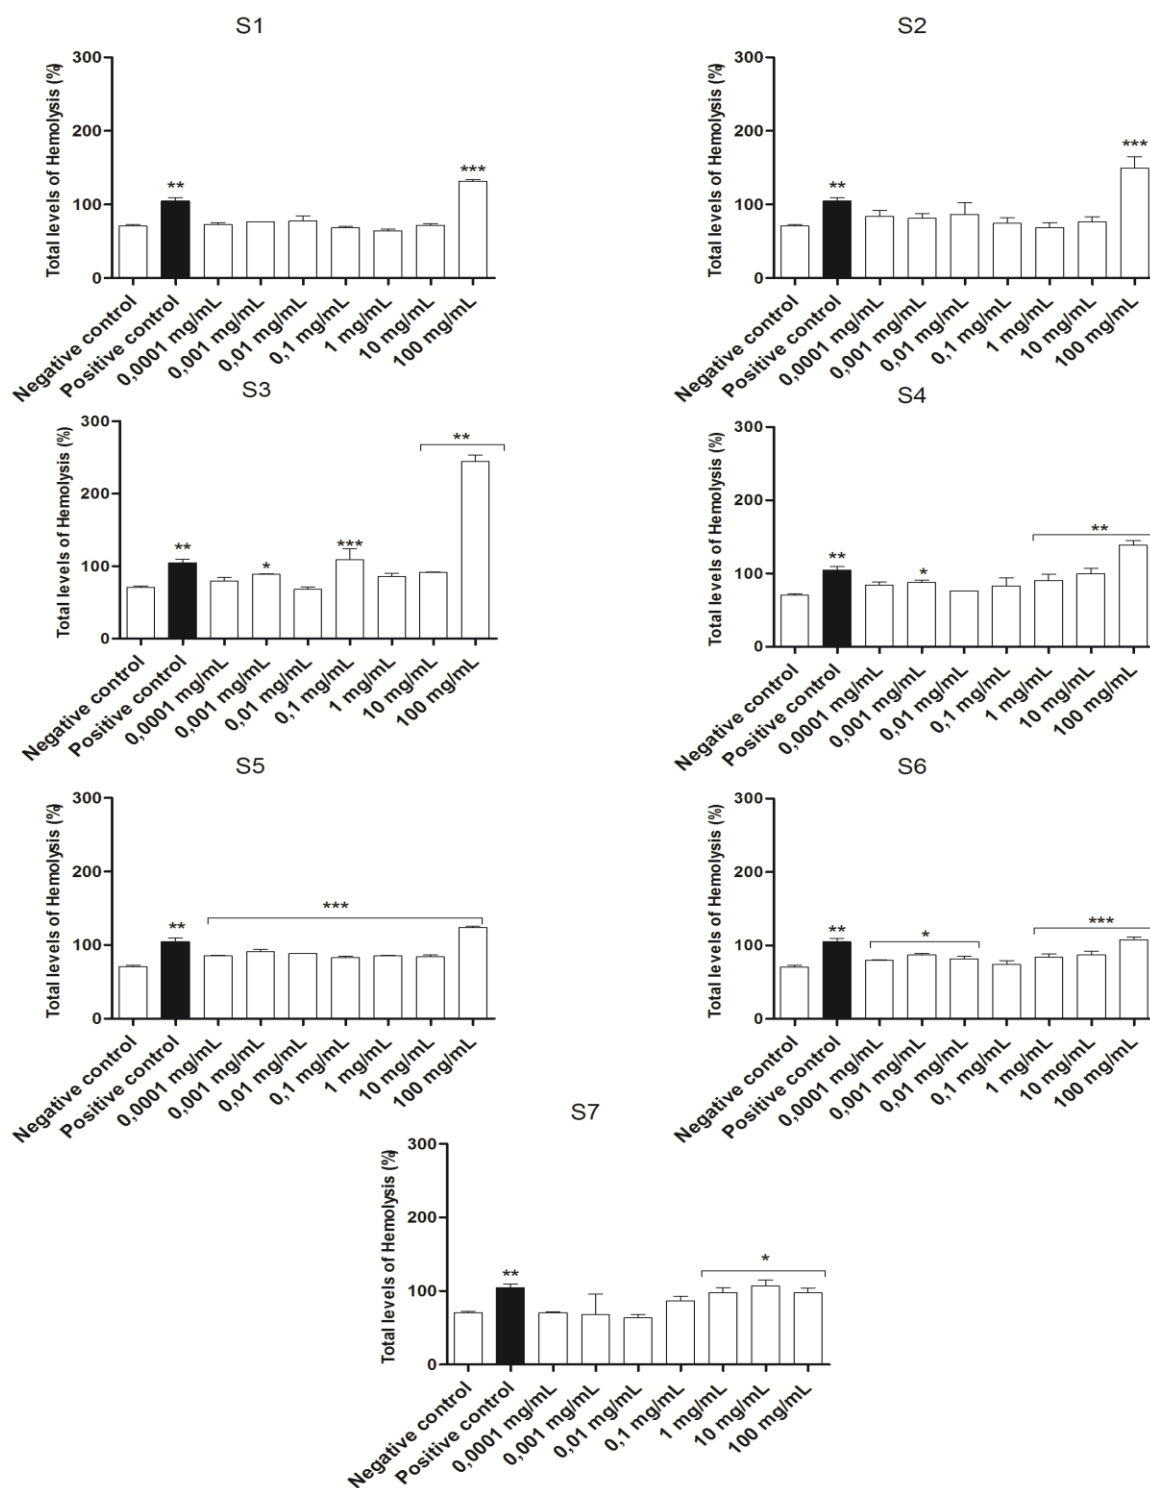 S1
Total levels of Hemolysis (%)
300
200
100
0
**
***
Negative control
Positive control
0,0001 mg/mL
0,001 mg/mL
0,01 mg/mL
0,1 mg/mL
1 mg/mL
10 mg/mL
100 mg/mL
S2
Total levels of Hemolysis (%)
300
200
100
0
**
***
Negative control
Positive control
0,0001 mg/mL
0,001 mg/mL
0,01 mg/mL
0,1 mg/mL
1 mg/mL
10 mg/mL
100 mg/mL
S3
Total levels of Hemolysis (%)
300
200
100
0
**
*
***
**
Negative control
Positive control
0,0001 mg/mL
0,001 mg/mL
0,01 mg/mL
0,1 mg/mL
1 mg/mL
10 mg/mL
100 mg/mL
S4
Total levels of Hemolysis (%)
300
200
100
0
**
*
**
Negative control
Positive control
0,0001 mg/mL
0,001 mg/mL
0,01 mg/mL
0,1 mg/mL
1 mg/mL
10 mg/mL
100 mg/mL
S5
Total levels of Hemolysis (%)
300
200
100
0
**
***
Negative control
Positive control
0,0001 mg/mL
0,001 mg/mL
0,01 mg/mL
0,1 mg/mL
1 mg/mL
10 mg/mL
100 mg/mL
S6
Total levels of Hemolysis (%)
300
200
100
0
**
*
***
Negative control
Positive control
0,0001 mg/mL
0,001 mg/mL
0,01 mg/mL
0,1 mg/mL
1 mg/mL
10 mg/mL
100 mg/mL
S7
Total levels of Hemolysis (%)
300
200
100
0
**
*
Negative control
Positive control
0,0001 mg/mL
0,001 mg/mL
0,01 mg/mL
0,1 mg/mL
1 mg/mL
10 mg/mL
100 mg/mL